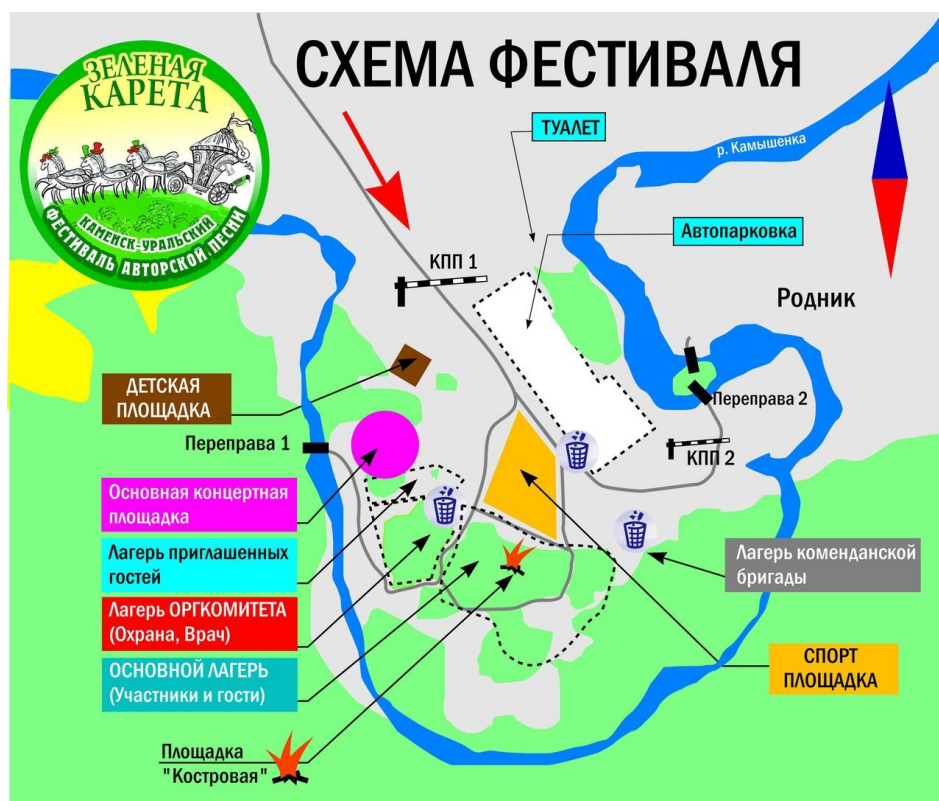 СХЕМА ФЕСТИВАЛЯ
ЗЕЛЕНАЯ
КАРЕТА
КАМЕНСК-УРАЛЬСКИЙ
ФЕСТИВАЛЬ АВТОРСКОЙ ПЕСНИ
ТУАЛЕТ
р. Камышенка
Автопарковка
КПП 1
Родник
ДЕТСКАЯ
ПЛОЩАДКА
Переправа 2
Переправа 1
КПП 2
Основная концертная
площадка
Лагерь приглашенных
гостей
Лагерь коменданской
бригады
Лагерь ОРГКОМИТЕТА
(Охрана, Врач)
ОСНОВНОЙ ЛАГЕРЬ
(Участники и гости)
СПОРТ
ПЛОЩАДКА
Площадка
"Костровая"